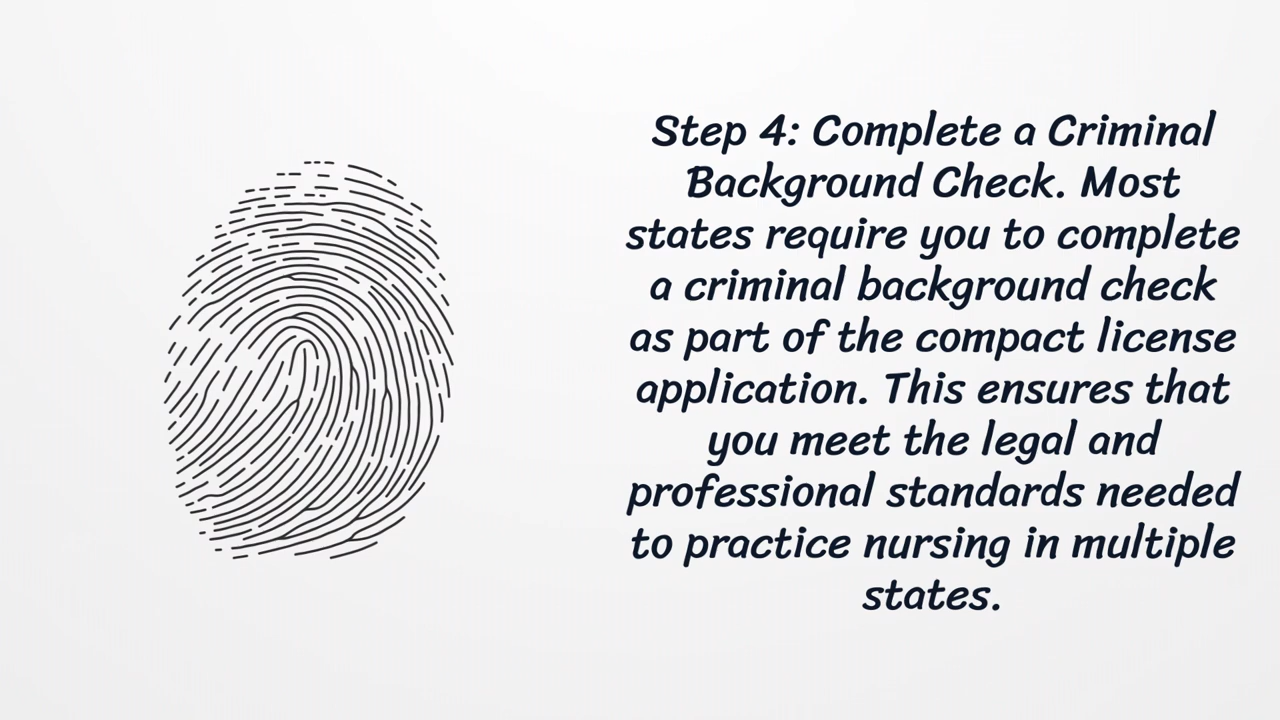 Step 4: Complete a Criminal
Background Check. Most
states require you to complete
a criminal background check
as part of the compact license
application. This ensures that
you meet the legal and
professional standards needed
to practice nursing in multiple
states.